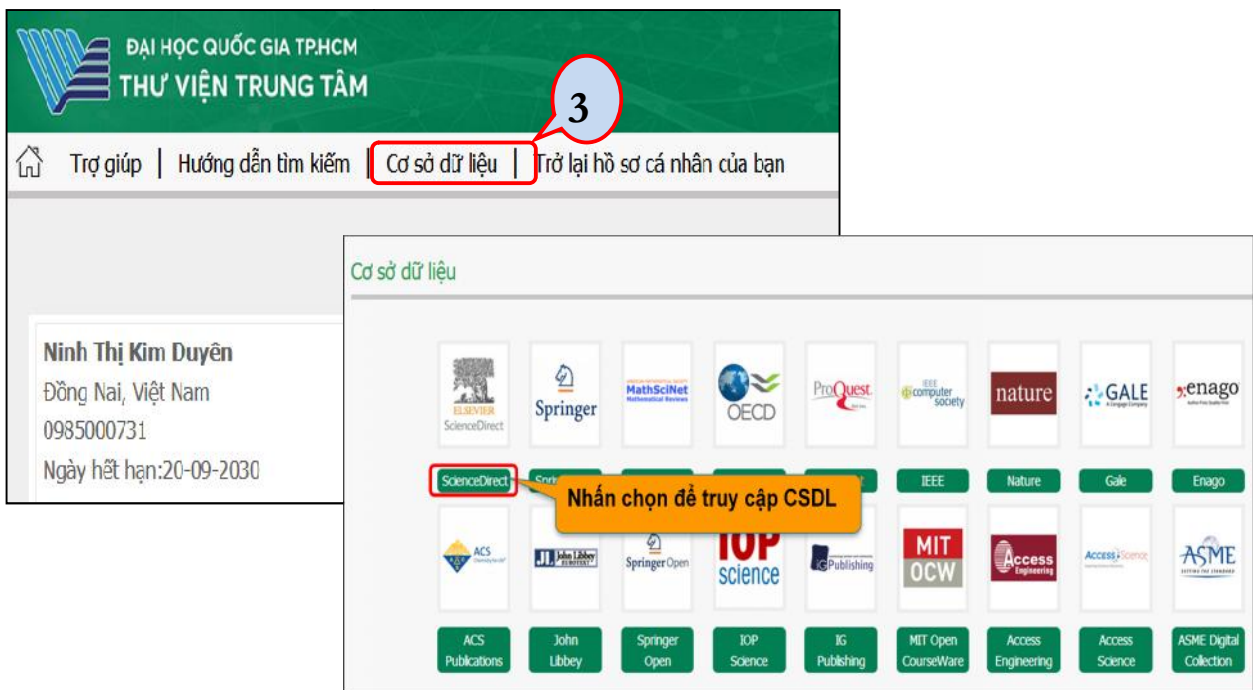 ĐẠI HỌC QUỐC GIA TP.HCM
THƯ VIỆN TRUNG TÂM
3
Trợ giúp | Hướng dẫn tìm kiếm | Cơ sở dữ liệu | Trở lại hồ sơ cá nhân của bạn
Ninh Thị Kim Duyên
Đồng Nai, Việt Nam
0985000731
Ngày hết hạn:20-09-2030
Cơ sở dữ liệu
ELSEVIER
ScienceDirect
Springer
MathSciNet
Mathematical Reviews
OECD
ProQuest
IEEE
computer
society
nature
GALE
A Cengage Company
enago
ScienceDirect
IEEE
Nature
Gale
Enago
Nhấn chọn để truy cập CSDL
ACS
JL John Libbey
EUROTEXT
Springer Open
IOP
science
iG Publishing
MIT
OCW
Access
Engineering
Access Science
ASME
SETTING THE STANDARD
ACS
Publications
John
Libbey
Springer
Open
IOP
Science
IG
Publishing
MIT Open
CourseWare
Access
Engineering
Access
Science
ASME Digital
Collection